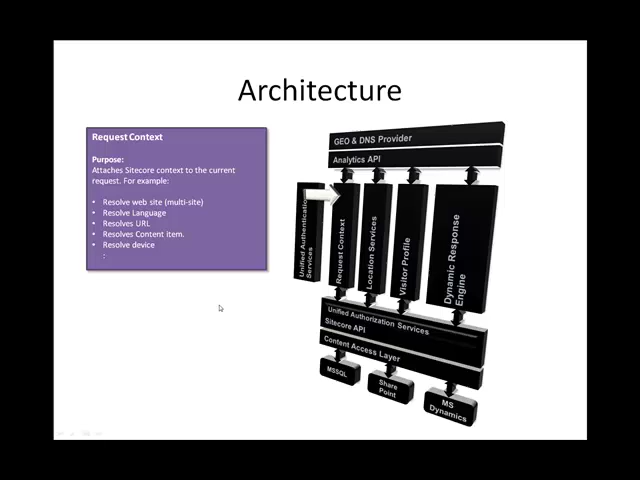 Architecture
Request Context
Purpose:
Attaches Sitecore context to the current
request. For example:
• Resolve web site (multi-site)
• Resolve Language
• Resolves URL
• Resolves Content item.
• Resolve device
:
GEO & DNS Provider
Analytics API
Unified Authentication
Services
Request Context
Location Services
Visitor Profile
Dynamic Response
Engine
Unified Authorization Services
Sitecore API
Content Access Layer
MSSQL
Share
Point
MS
Dynamics